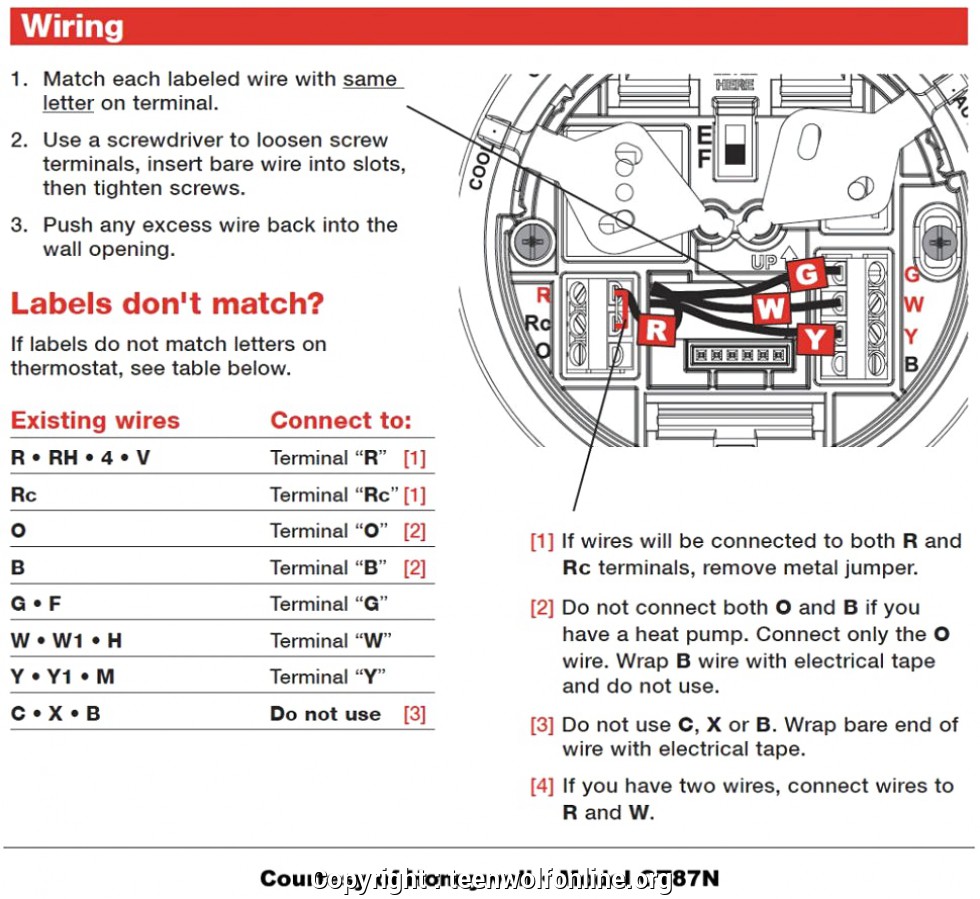 Wiring
1. Match each labeled wire with same
letter on terminal.
2. Use a screwdriver to loosen screw
terminals, insert bare wire into slots,
then tighten screws.
3. Push any excess wire back into the
wall opening.
Labels don't match?
If labels do not match letters on
thermostat, see table below.
Existing wires Connect to:
R • RH • 4 • V Terminal “R” [1]
Rc Terminal “Rc” [1]
O Terminal “O” [2]
B Terminal “B” [2]
G • F Terminal “G”
W • W1 • H Terminal “W”
Y • Y1 • M Terminal “Y”
C • X • B Do not use [3]
HERE
E
F
COOL
UP
G
W
Y
R
R
Rc
O
G
W
Y
B
[1] If wires will be connected to both R and
Rc terminals, remove metal jumper.
[2] Do not connect both O and B if you
have a heat pump. Connect only the O
wire. Wrap B wire with electrical tape
and do not use.
[3] Do not use C, X or B. Wrap bare end of
wire with electrical tape.
[4] If you have two wires, connect wires to
R and W.
87N
Copyright : teenwolfonline.org